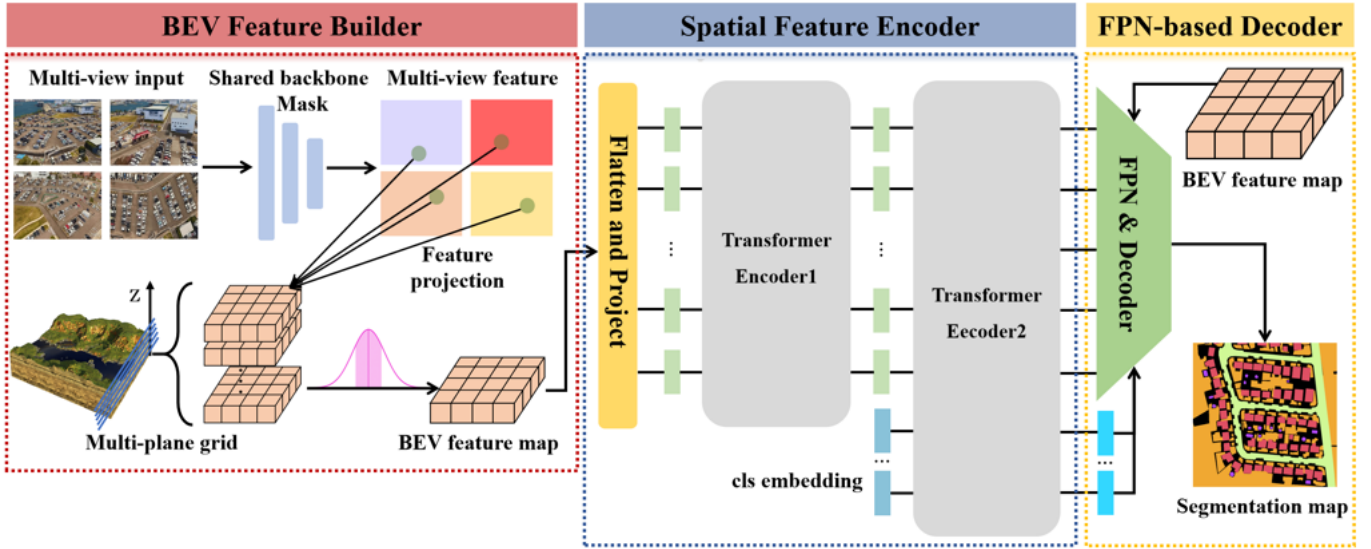 BEV Feature Builder
Spatial Feature Encoder
FPN-based Decoder
Multi-view input
Shared backbone
Mask
Multi-view feature
Feature
projection
Z
Multi-plane grid
BEV feature map
Flatten and Project
...
Transformer
Encoder1
...
...
Transformer
Eecoder2
cls embedding
...
...
FPN & Decoder
BEV feature map
Segmentation map